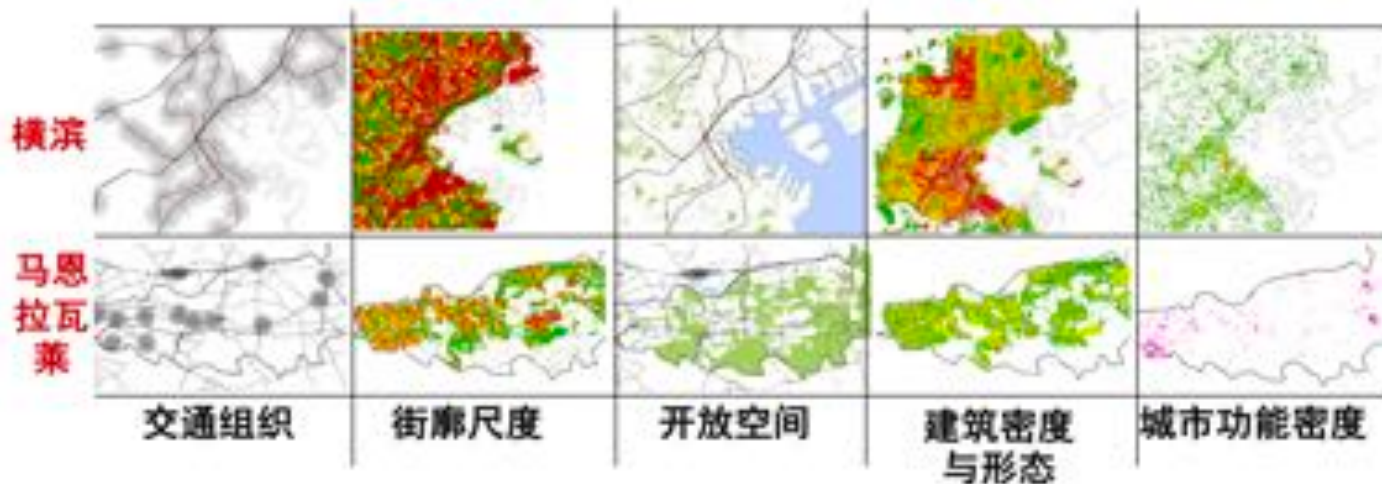 横滨
马恩
拉瓦
莱
交通组织
街廓尺度
开放空间
建筑密度
与形态
城市功能密度